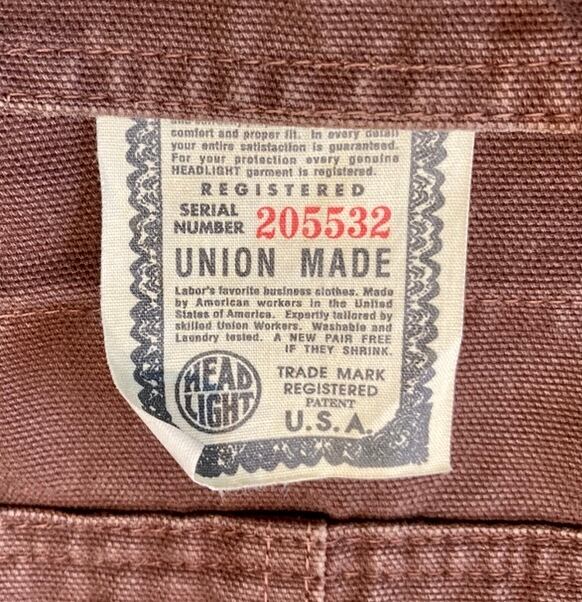 comfort and proper fit. In every detail
your entire satisfaction is guaranteed.
For your protection every genuine
HEADLIGHT garment is registered.
REGISTERED
SERIAL NUMBER 205532
UNION MADE
Labor's favorite business clothes. Made
by American workers in the United
States of America. Expertly tailored by
skilled Union Workers. Washable and
Laundry tested. A NEW PAIR FREE
IF THEY SHRINK.
HEAD
LIGHT
TRADE MARK
REGISTERED
PATENT
U.S.A.